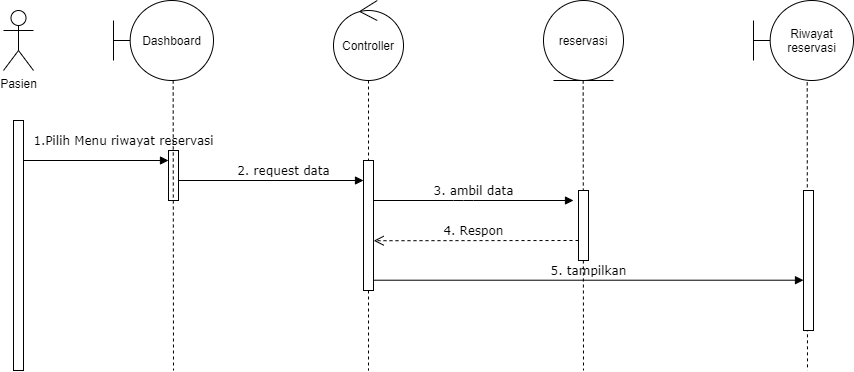 Pasien
Dashboard
Controller
reservasi
Riwayat
reservasi
1.Pilih Menu riwayat reservasi
2. request data
3. ambil data
4. Respon
5. tampilkan